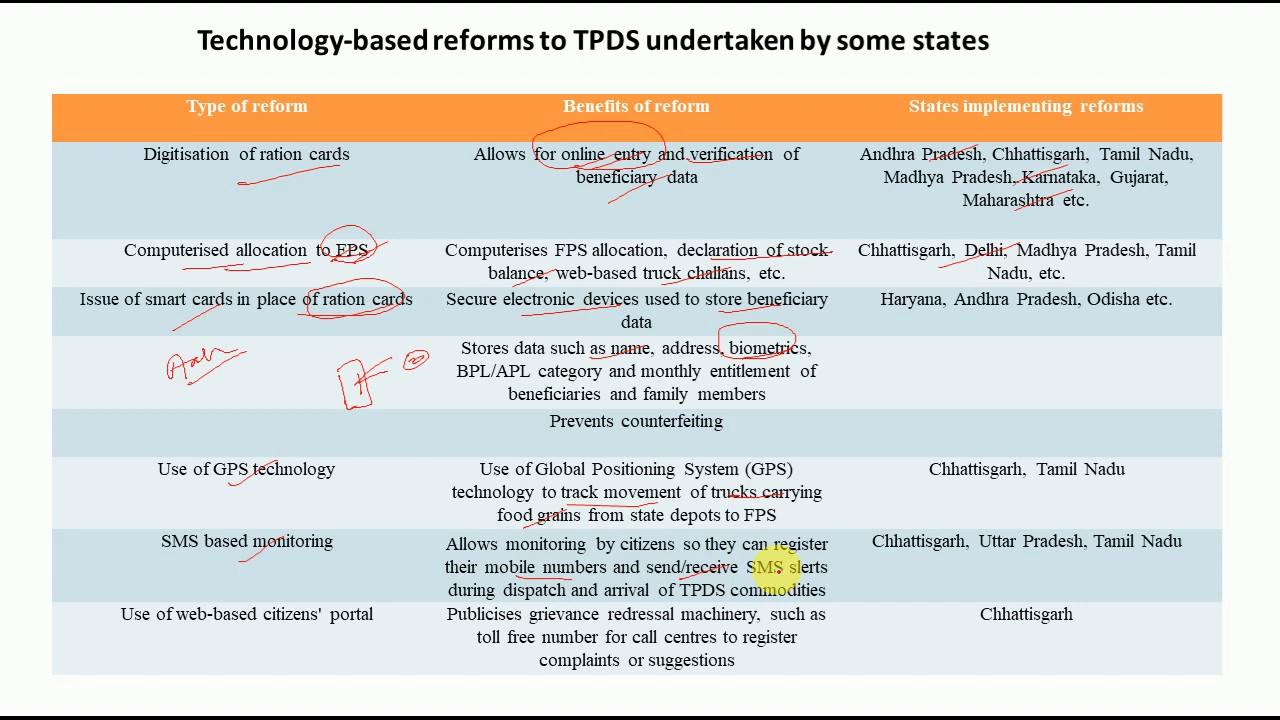 Technology-based reforms to TPDS undertaken by some states
Type of reform
Benefits of reform
States implementing reforms
Digitisation of ration cards
Allows for online entry and verification of
beneficiary data
Andhra Pradesh, Chhattisgarh, Tamil Nadu,
Madhya Pradesh, Karnataka, Gujarat,
Maharashtra etc.
Computerised allocation to FPS
Computerises FPS allocation, declaration of stock
balance, web-based truck challans, etc.
Chhattisgarh, Delhi, Madhya Pradesh, Tamil
Nadu, etc.
Issue of smart cards in place of ration cards
Secure electronic devices used to store beneficiary
data
Haryana, Andhra Pradesh, Odisha etc.
Stores data such as name, address, biometrics,
BPL/APL category and monthly entitlement of
beneficiaries and family members
Prevents counterfeiting
Use of GPS technology
Use of Global Positioning System (GPS)
technology to track movement of trucks carrying
food grains from state depots to FPS
Chhattisgarh, Tamil Nadu
SMS based monitoring
Allows monitoring by citizens so they can register
their mobile numbers and send/receive SMS slerts
during dispatch and arrival of TPDS commodities
Chhattisgarh, Uttar Pradesh, Tamil Nadu
Use of web-based citizens' portal
Publicises grievance redressal machinery, such as
toll free number for call centres to register
complaints or suggestions
Chhattisgarh